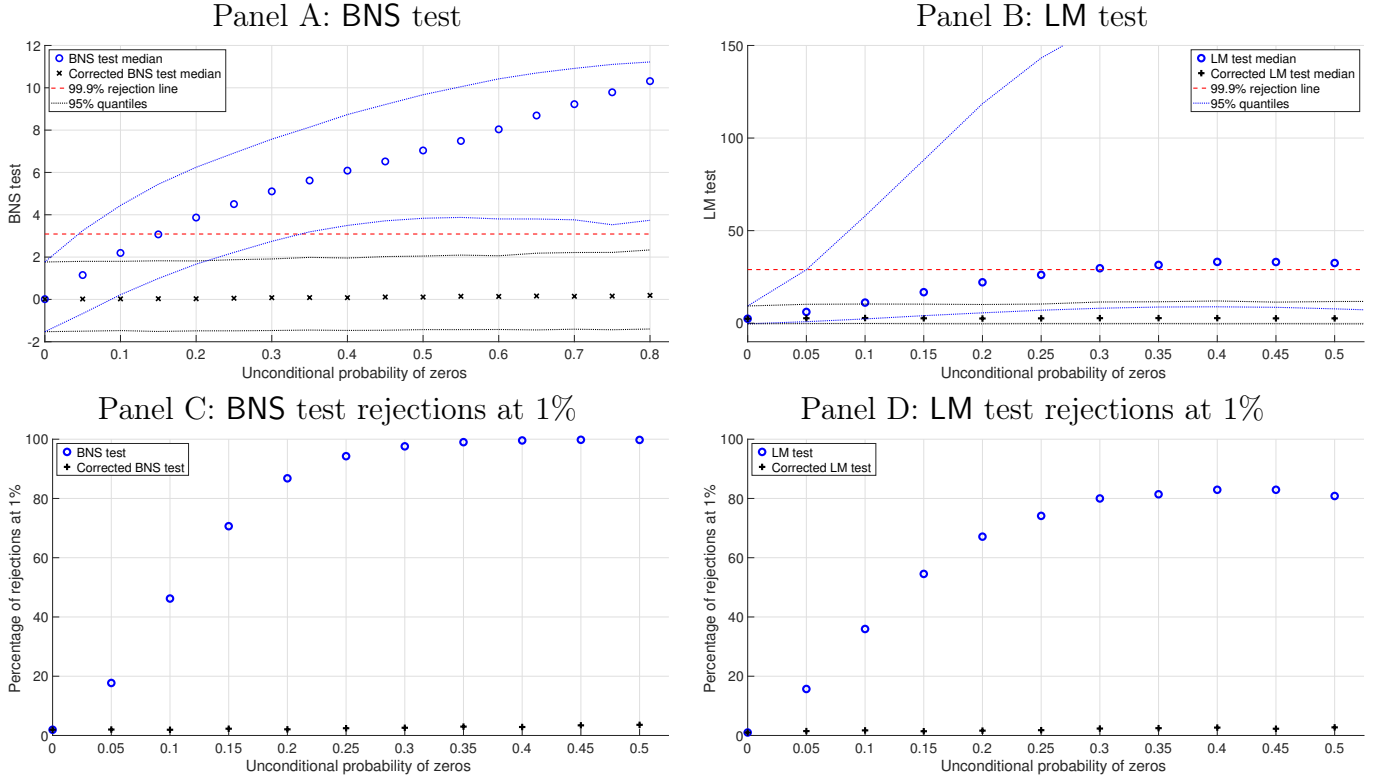 Panel A: BNS test
12
10
8
6
4
2
0
-2
BNS test
BNS test median
Corrected BNS test median
99.9% rejection line
95% quantiles
0
0.1
0.2
0.3
0.4
0.5
0.6
0.7
0.8
Unconditional probability of zeros
Panel B: LM test
150
100
50
0
LM test
LM test median
Corrected LM test median
99.9% rejection line
95% quantiles
0
0.05
0.1
0.15
0.2
0.25
0.3
0.35
0.4
0.45
0.5
Unconditional probability of zeros
Panel C: BNS test rejections at 1%
100
80
60
40
20
0
Percentage of rejections at 1%
BNS test
Corrected BNS test
0
0.05
0.1
0.15
0.2
0.25
0.3
0.35
0.4
0.45
0.5
Unconditional probability of zeros
Panel D: LM test rejections at 1%
100
80
60
40
20
0
Percentage of rejections at 1%
LM test
Corrected LM test
0
0.05
0.1
0.15
0.2
0.25
0.3
0.35
0.4
0.45
0.5
Unconditional probability of zeros